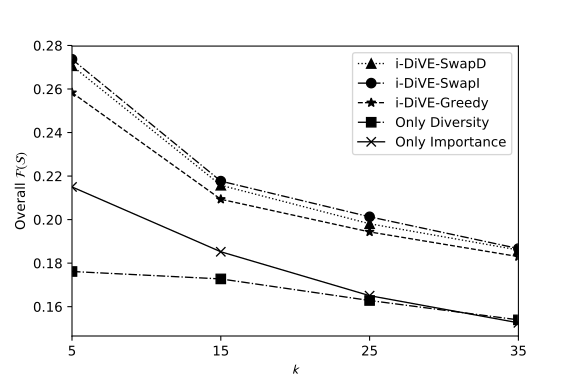 0.28
0.26
0.24
0.22
0.20
0.18
0.16
Overall F(S)
5
15
25
35
k
i-DiVE-SwapD
i-DiVE-SwapI
i-DiVE-Greedy
Only Diversity
Only Importance